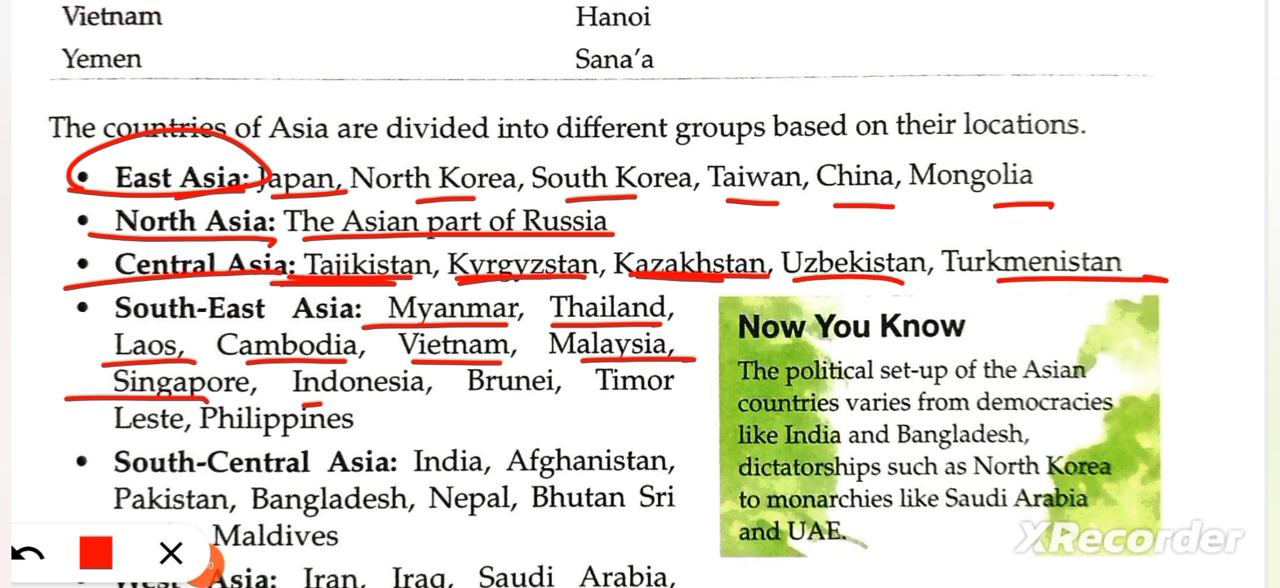 Vietnam Hanoi
Yemen Sana'a
The countries of Asia are divided into different groups based on their locations.
• East Asia: Japan, North Korea, South Korea, Taiwan, China, Mongolia
• North Asia: The Asian part of Russia
• Central Asia: Tajikistan, Kyrgyzstan, Kazakhstan, Uzbekistan, Turkmenistan
• South-East Asia: Myanmar, Thailand,
Laos, Cambodia, Vietnam, Malaysia,
Singapore, Indonesia, Brunei, Timor
Leste, Philippines
• South-Central Asia: India, Afghanistan,
Pakistan, Bangladesh, Nepal, Bhutan Sri
Maldives
Asia: Iran, Iraq, Saudi Arabia,
Now You Know
The political set-up of the Asian
countries varies from democracies
like India and Bangladesh,
dictatorships such as North Korea
to monarchies like Saudi Arabia
and UAE.
XRecorder